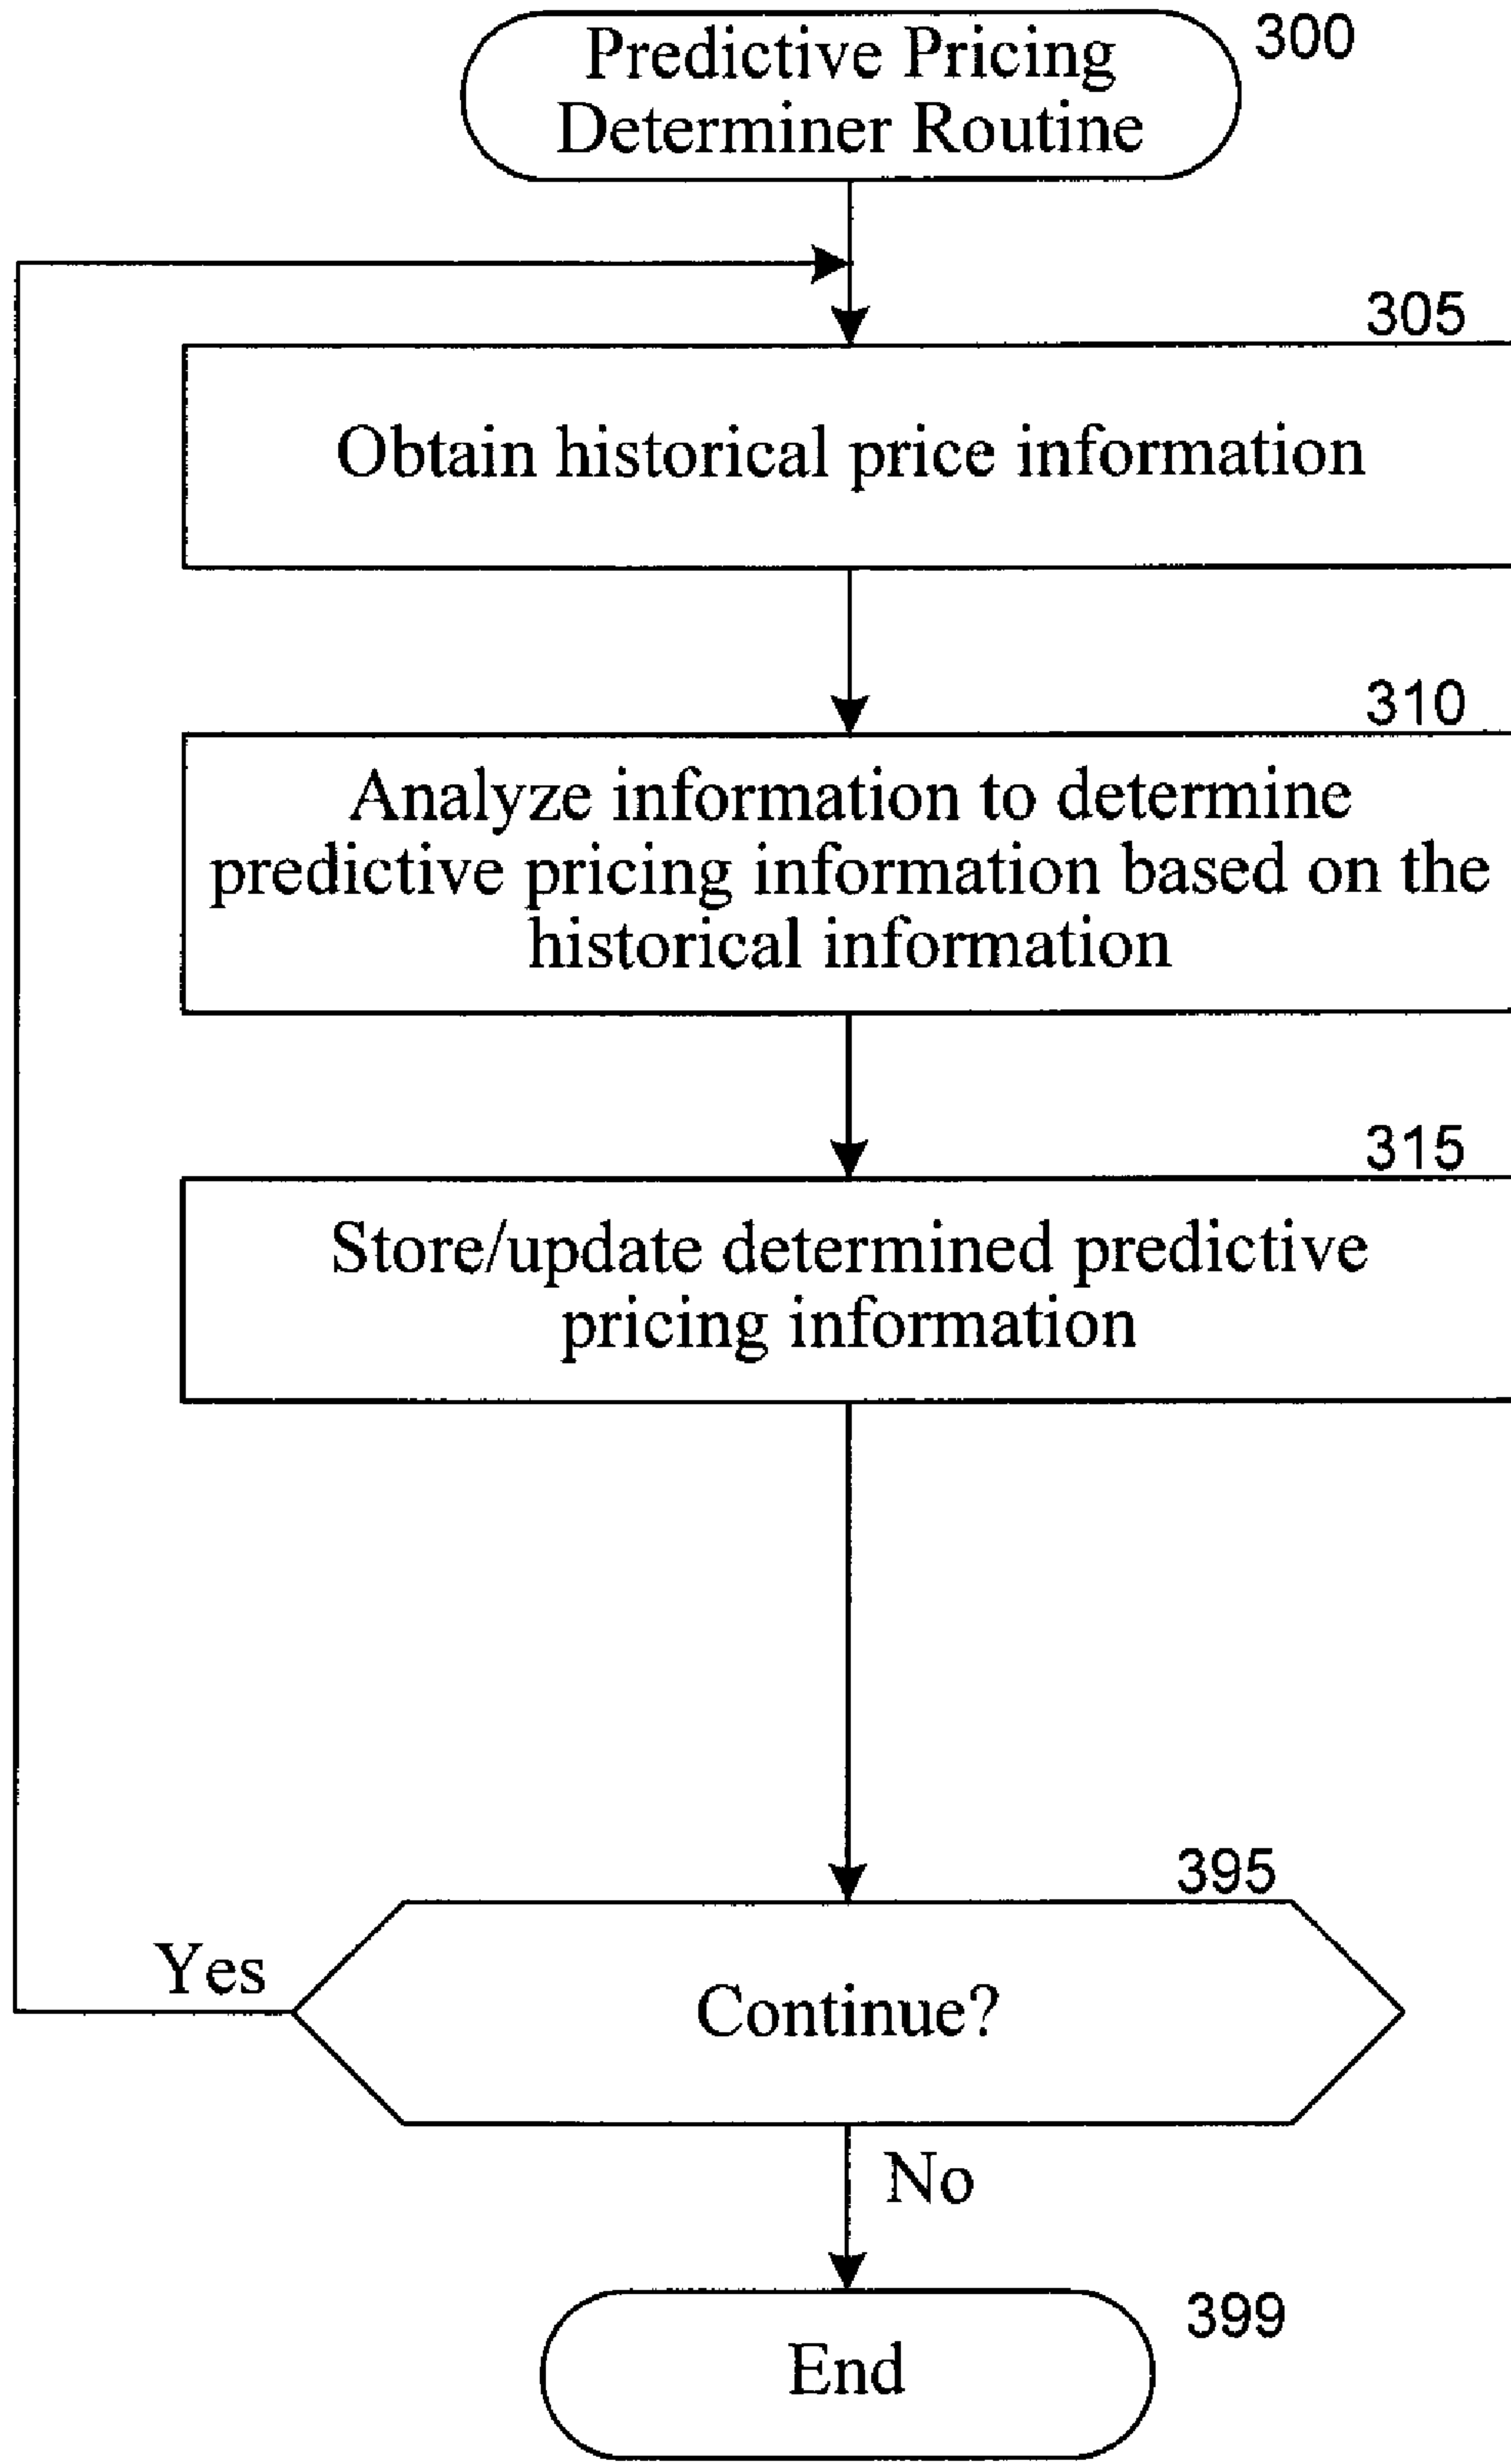 Predictive Pricing
Determiner Routine
300
305
Obtain historical price information
310
Analyze information to determine
predictive pricing information based on the
historical information
315
Store/update determined predictive
pricing information
395
Yes
Continue?
No
399
End